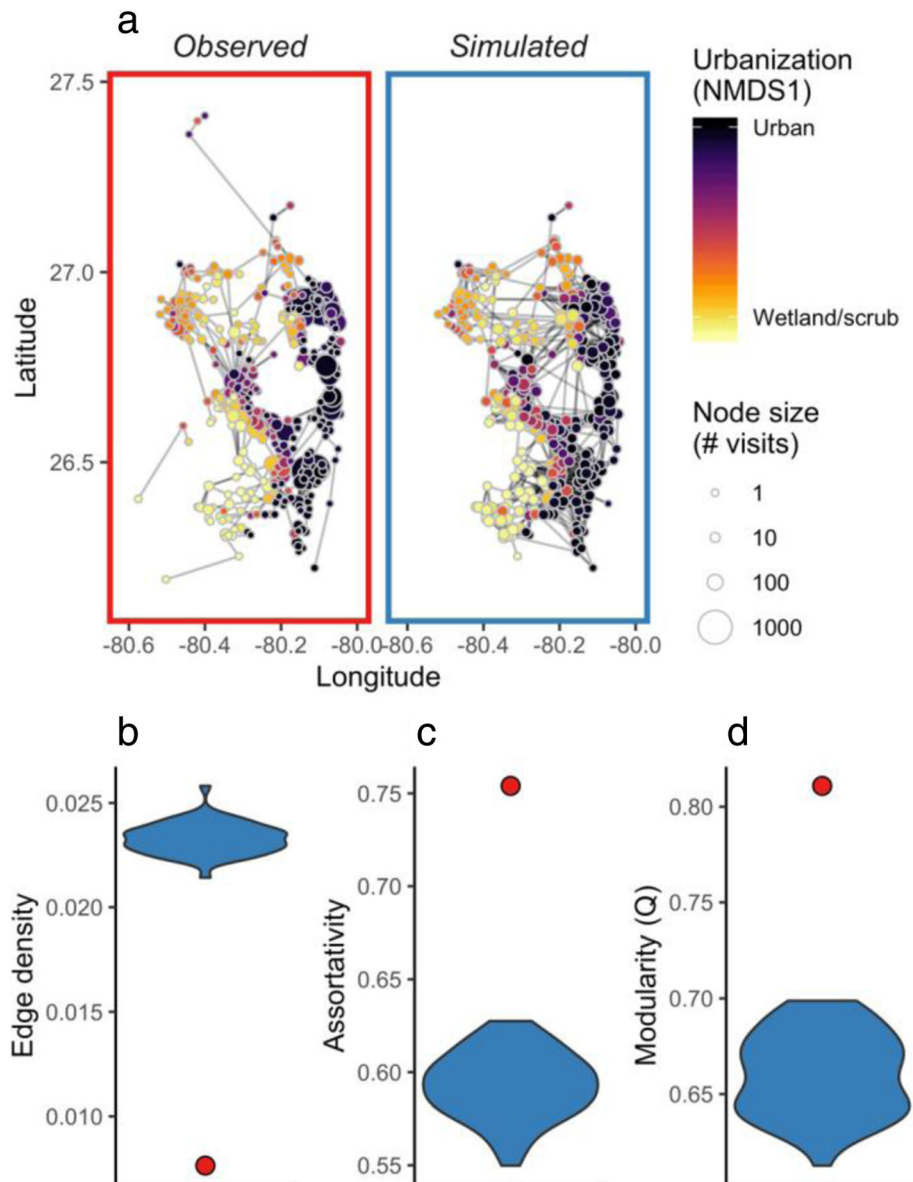 a
Observed
Simulated
27.5
27.0
26.5
Latitude
-80.6
-80.4
-80.2
-80.0
-80.6
-80.4
-80.2
-80.0
Longitude
Urbanization
(NMDS1)
Urban
Wetland/scrub
Node size
(# visits)
1
10
100
1000
b
0.025
0.020
0.015
0.010
Edge density
c
0.75
0.70
0.65
0.60
0.55
Assortativity
d
0.80
0.75
0.70
0.65
Modularity (Q)